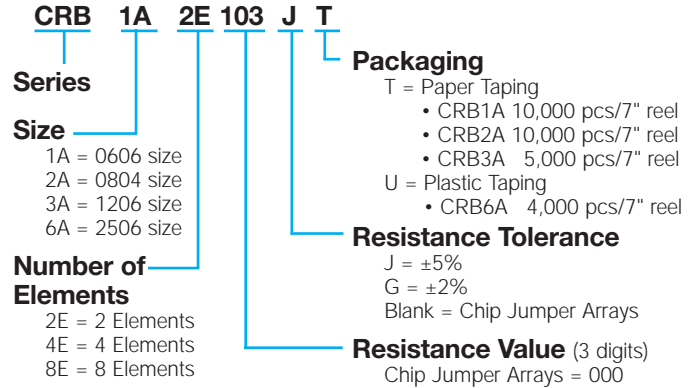 CRB 1A 2E 103 J T
Series
Size
1A = 0606 size
2A = 0804 size
3A = 1206 size
6A = 2506 size
Number of
Elements
2E = 2 Elements
4E = 4 Elements
8E = 8 Elements
Packaging
T = Paper Taping
• CRB1A 10,000 pcs/7" reel
• CRB2A 10,000 pcs/7" reel
• CRB3A 5,000 pcs/7" reel
U = Plastic Taping
• CRB6A 4,000 pcs/7" reel
Resistance Tolerance
J = ±5%
G = ±2%
Blank = Chip Jumper Arrays
Resistance Value (3 digits)
Chip Jumper Arrays = 000